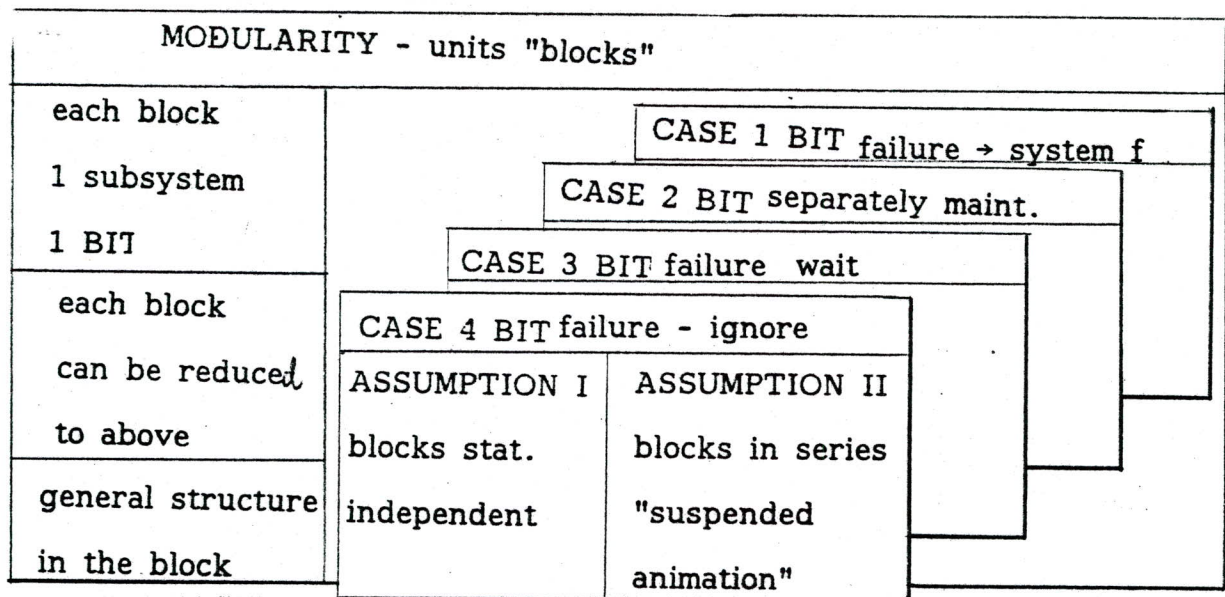 MODULARITY - units "blocks"
each block
1 subsystem
1 BIT
each block
can be reduced
to above
general structure
in the block
CASE 1 BIT failure → system f
CASE 2 BIT separately maint.
CASE 3 BIT failure wait
CASE 4 BIT failure - ignore
ASSUMPTION I
blocks stat.
independent
ASSUMPTION II
blocks in series
"suspended
animation"